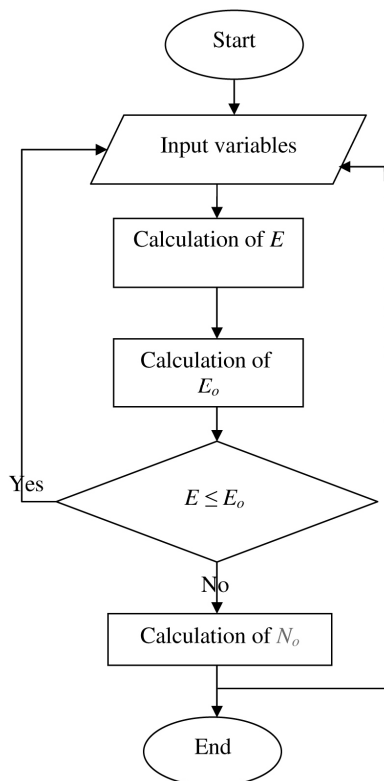 Start
Input variables
Calculation of E
Calculation of
Eₒ
Yes
E ≤ Eₒ
No
Calculation of Nₒ
End